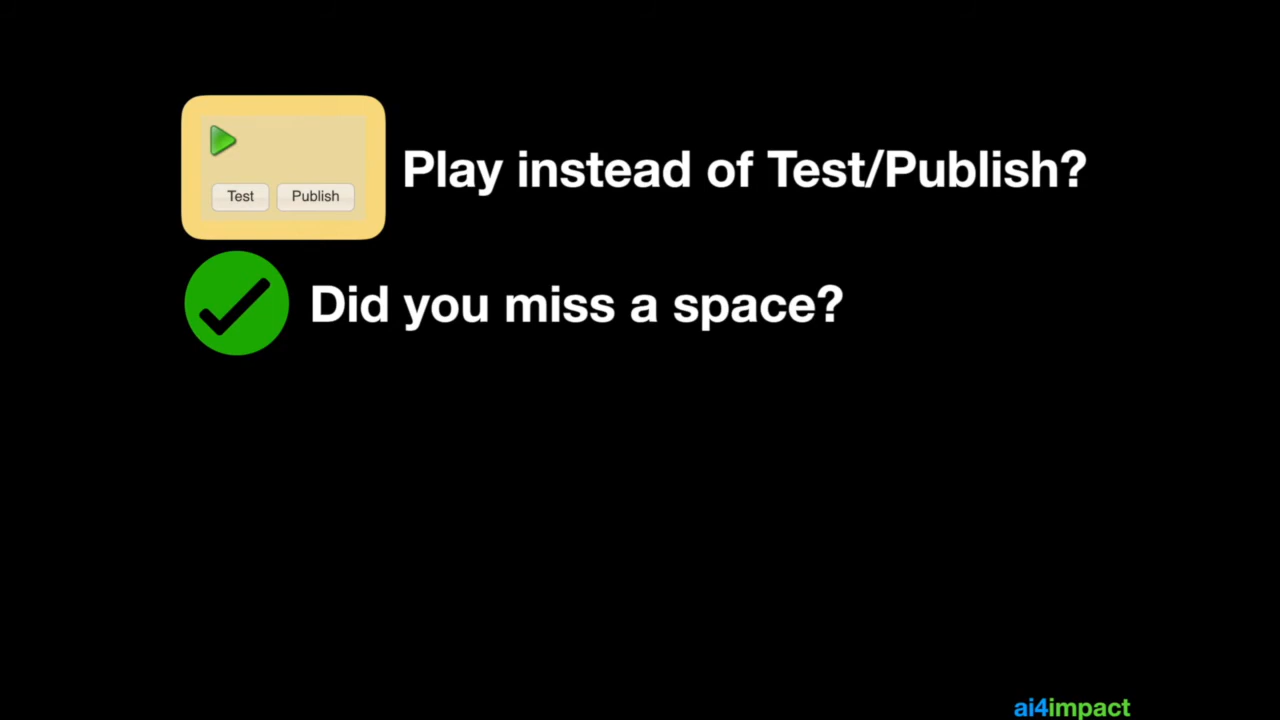 Test Publish
Play instead of Test/Publish?
Did you miss a space?
ai4impact